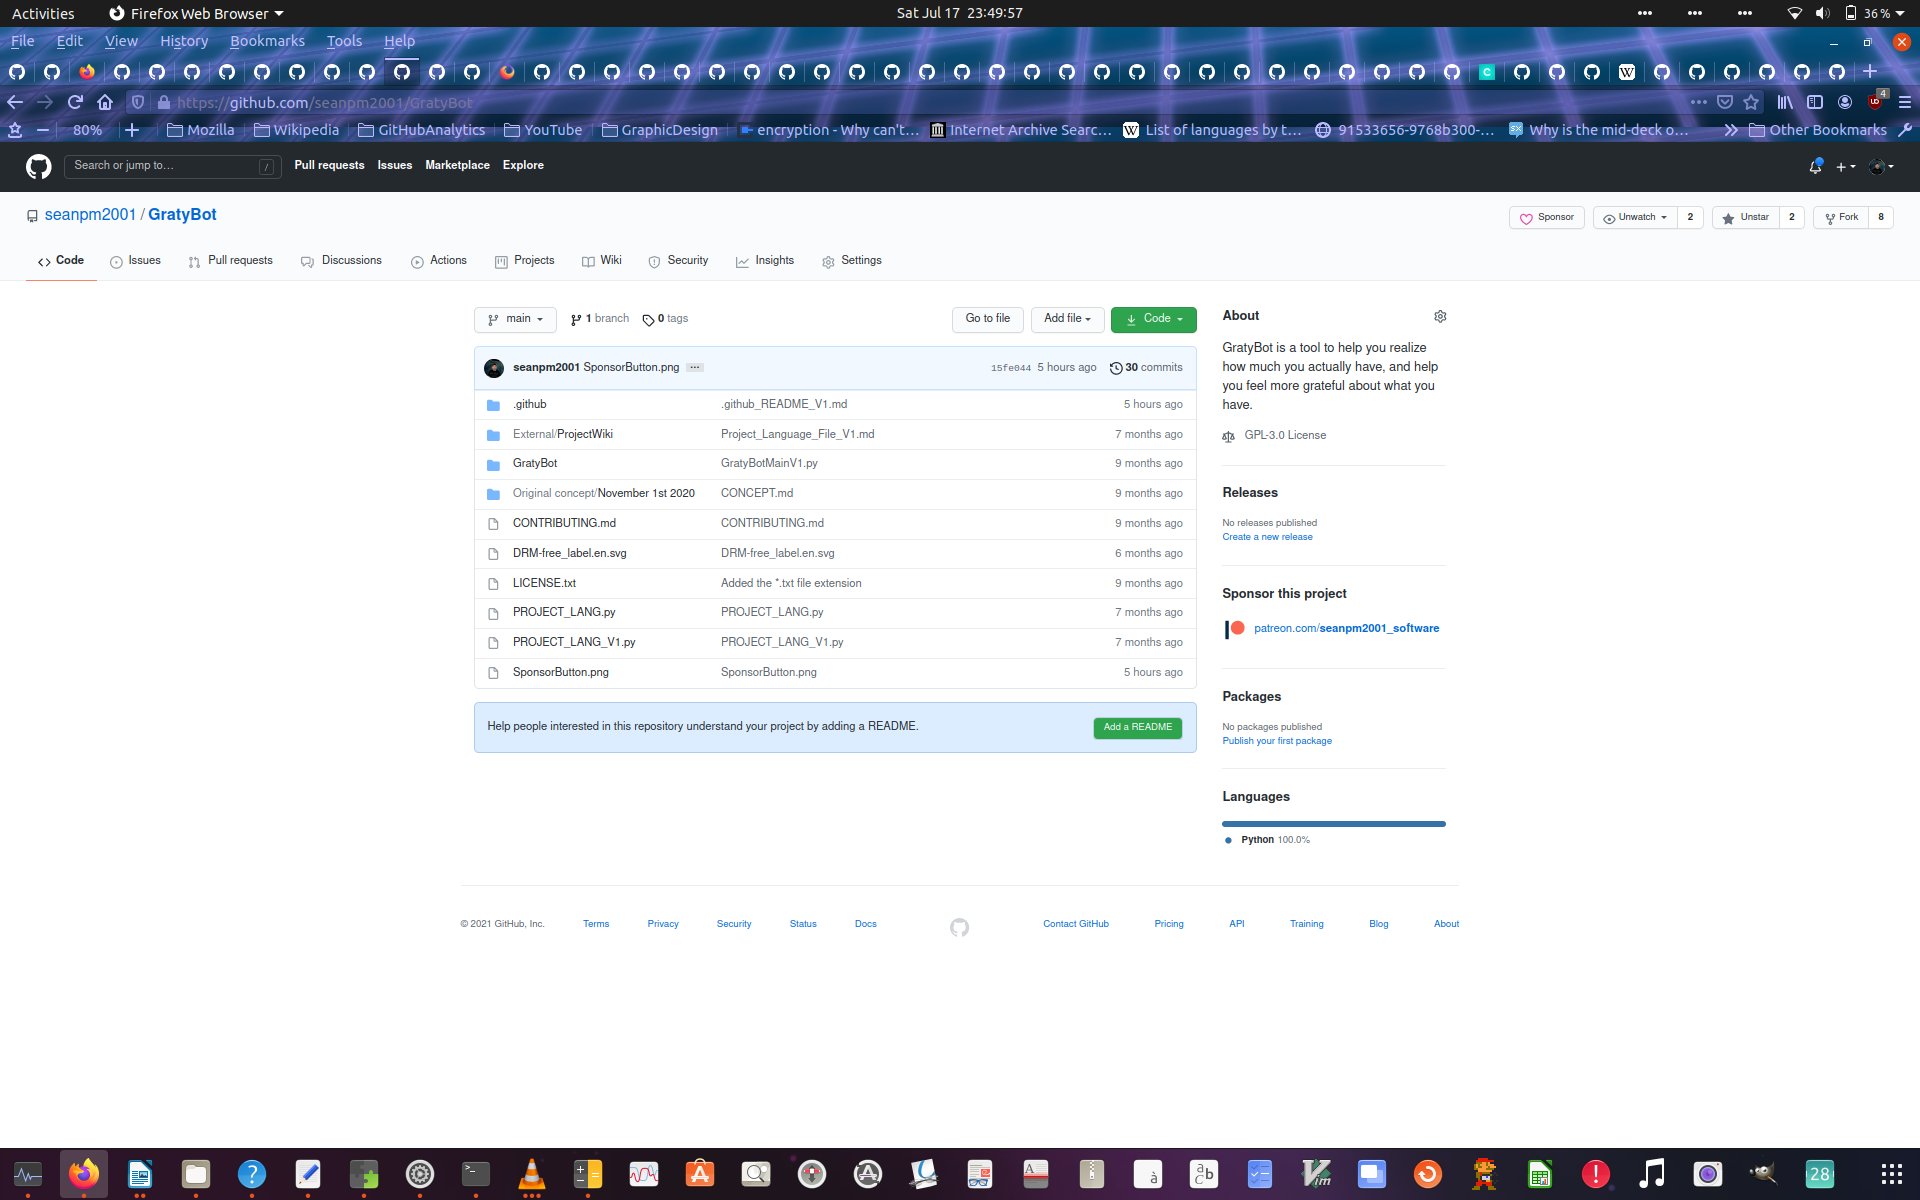 Activities Firefox Web Browser Sat Jul 17 23:49:57 36 %
File Edit View History Bookmarks Tools Help
https://github.com/seanpm2001/GratyBot 4
80% Mozilla Wikipedia GitHubAnalytics YouTube GraphicDesign encryption - Why can't… Internet Archive Searc… List of languages by t… 91533656-9768b300-… Why is the mid-deck o… Other Bookmarks
Search or jump to… / Pull requests Issues Marketplace Explore
seanpm2001 / GratyBot Sponsor Unwatch 2 Unstar 2 Fork 8
Code Issues Pull requests Discussions Actions Projects Wiki Security Insights Settings
main 1 branch 0 tags Go to file Add file Code
seanpm2001 SponsorButton.png ... 15fe044 5 hours ago 30 commits
.github .github_README_V1.md 5 hours ago
External/ProjectWiki Project_Language_File_V1.md 7 months ago
GratyBot GratyBotMainV1.py 9 months ago
Original concept/November 1st 2020 CONCEPT.md 9 months ago
CONTRIBUTING.md CONTRIBUTING.md 9 months ago
DRM-free_label.en.svg DRM-free_label.en.svg 6 months ago
LICENSE.txt Added the *.txt file extension 9 months ago
PROJECT_LANG.py PROJECT_LANG.py 7 months ago
PROJECT_LANG_V1.py PROJECT_LANG_V1.py 7 months ago
SponsorButton.png SponsorButton.png 5 hours ago
Help people interested in this repository understand your project by adding a README. Add a README
About
GratyBot is a tool to help you realize
how much you actually have, and help
you feel more grateful about what you
have.
GPL-3.0 License
Releases
No releases published
Create a new release
Sponsor this project
patreon.com/seanpm2001_software
Packages
No packages published
Publish your first package
Languages
Python 100.0%
© 2021 GitHub, Inc. Terms Privacy Security Status Docs Contact GitHub Pricing API Training Blog About
28